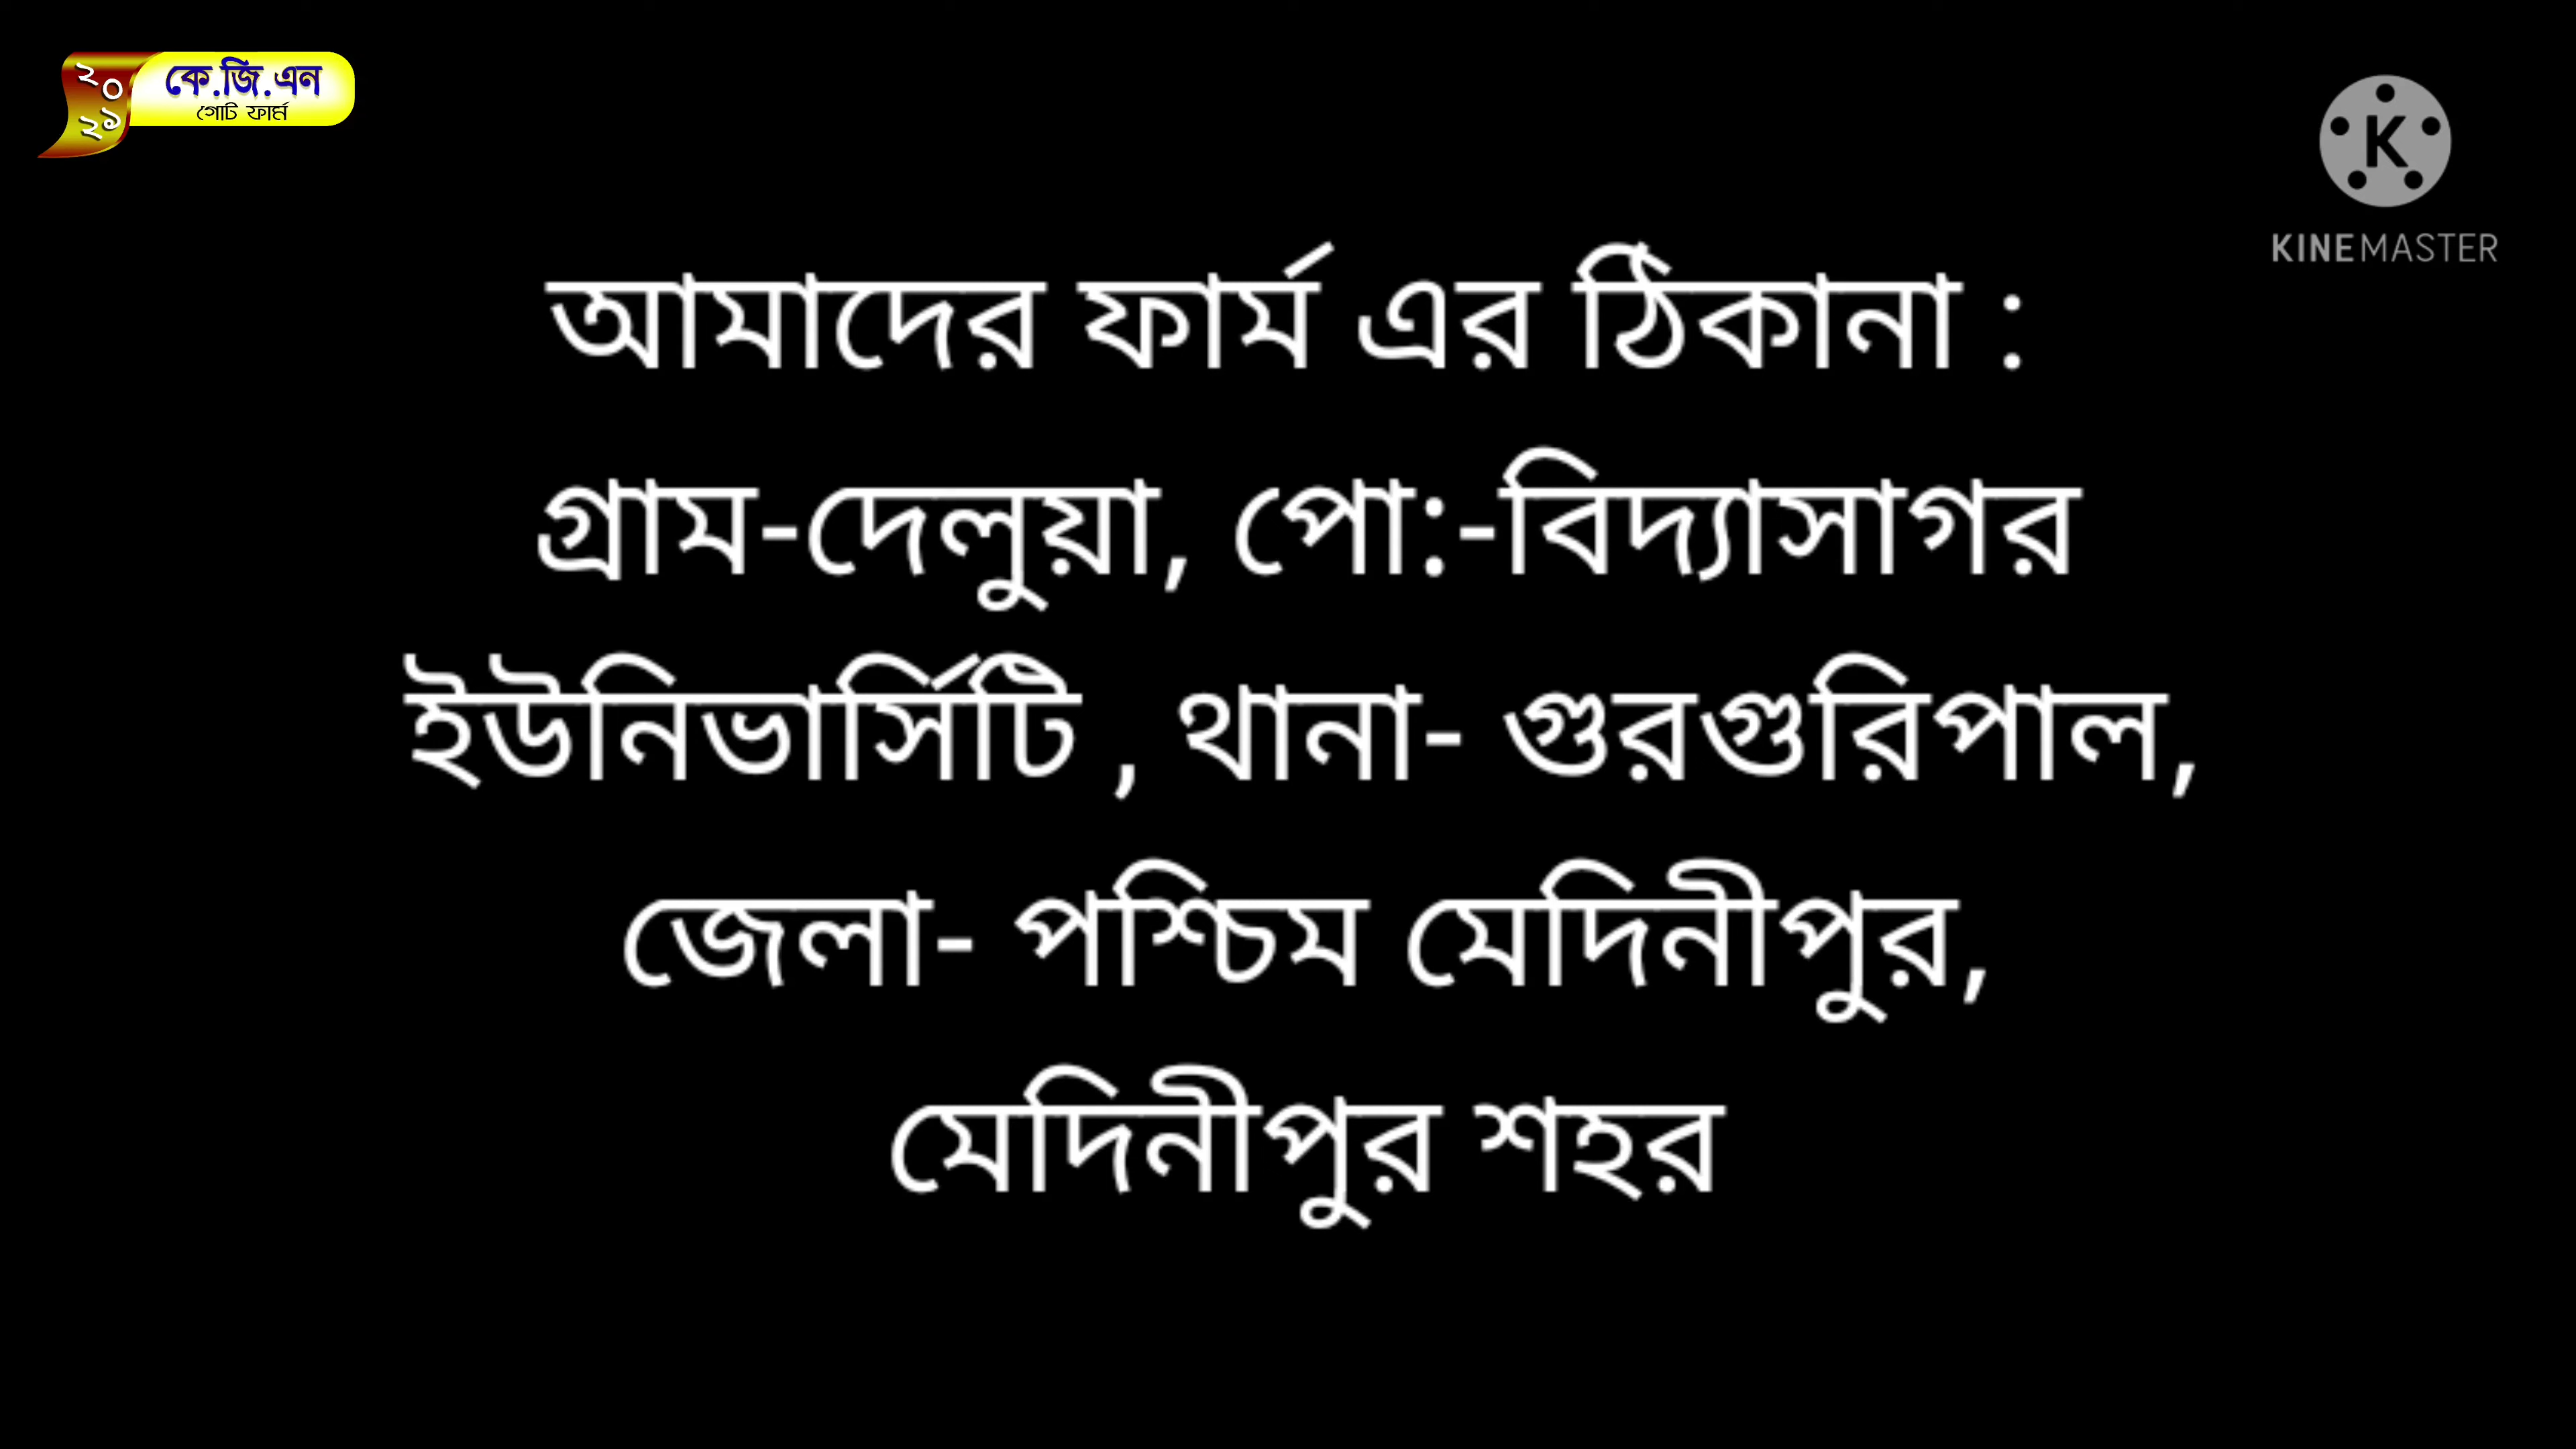 ২০২১
কে.জি.এন
গোট ফার্ম
KINEMASTER
আমাদের ফার্ম এর ঠিকানা :
গ্রাম-দেলুয়া, পো:-বিদ্যাসাগর
ইউনিভার্সিটি , থানা- গুরগুরিপাল,
জেলা- পশ্চিম মেদিনীপুর,
মেদিনীপুর শহর